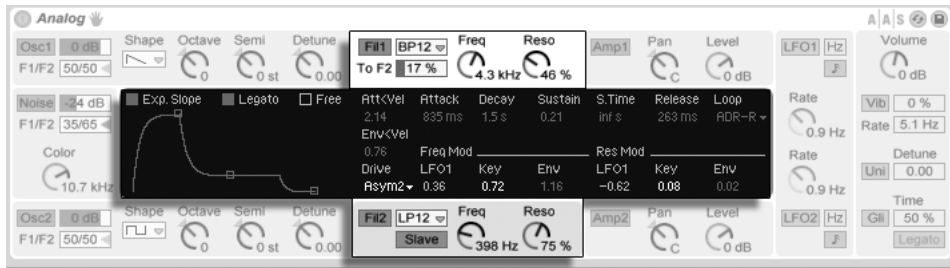 Analog A|A|S
Osc1 0 dB Shape Octave Semi Detune Fil1 BP12 Freq Reso Amp1 Pan Level LFO1 Hz Volume
F1/F2 50/50 0 0 st 0.00 To F2 17 % 4.3 kHz 46 % C 0 dB 0 dB
Noise -24 dB Exp. Slope Legato Free Att<Vel Attack Decay Sustain S.Time Release Loop Rate Vib 0 %
F1/F2 35/65 2.14 835 ms 1.5 s 0.21 inf s 263 ms ADR-R 0.9 Hz Rate 5.1 Hz
Env<Vel
Color 0.76 Freq Mod Res Mod Rate Detune
Drive LFO1 Key Env LFO1 Key Env Uni 0.00
10.7 kHz Asym2 0.36 0.72 1.16 -0.62 0.08 0.02 0.9 Hz
Time
Osc2 0 dB Shape Octave Semi Detune Fil2 LP12 Freq Reso Amp2 Pan Level LFO2 Hz Gli 50 %
F1/F2 50/50 0 0 st 0.00 Slave 398 Hz 75 % C 0 dB Legato